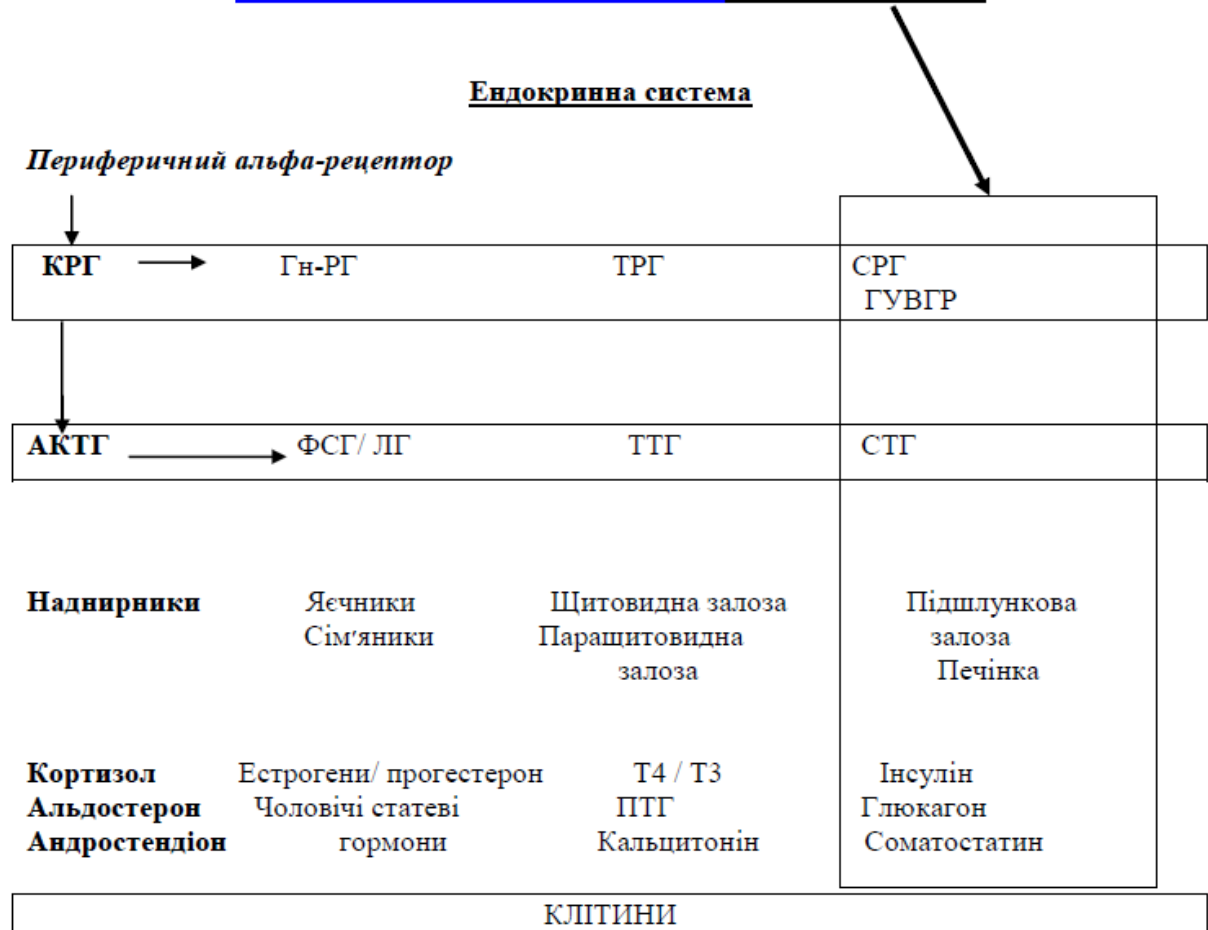 Ендокринна система
Периферичний альфа-рецептор
КРГ Гн-РГ ТРГ СРГ
ГУВГР
АКТГ ФСГ/ ЛГ ТТГ СТГ
Наднирники Яєчники Щитовидна залоза Підшлункова
Сім'яники Паращитовидна залоза
залоза Печінка
Кортизол Естрогени/ прогестерон Т4 / Т3 Інсулін
Альдостерон Чоловічі статеві ПТГ Глюкагон
Андростендіон гормони Кальцитонін Соматостатин
КЛІТИНИ